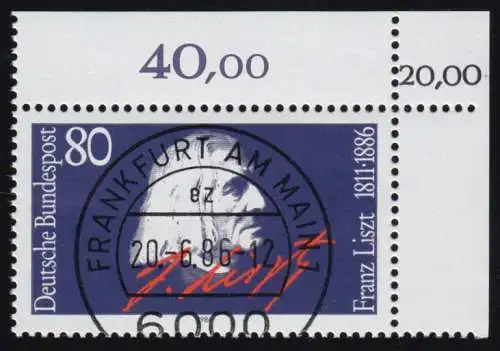 40,00
20,00
Deutsche Bundespost
80
Franz Liszt 1811·1886
FRANKFURT AM MAIN 1
ez
20.-6.86-12
F. Liszt
6000